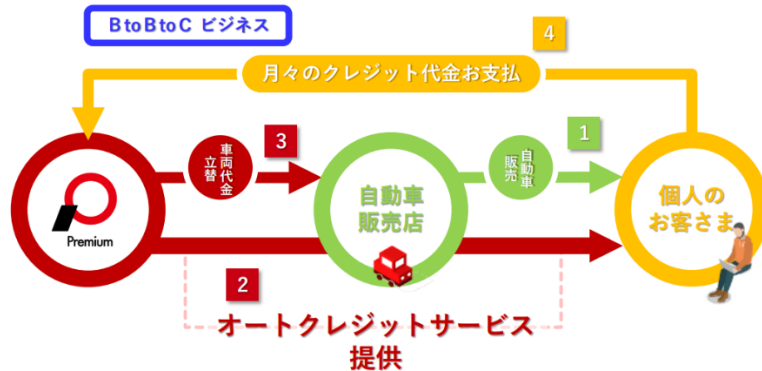 BtoBtoC ビジネス
4
月々のクレジット代金お支払
車両代金
立替
3
自動車
販売
1
Premium
自動車
販売店
個人の
お客さま
2
オートクレジットサービス
提供